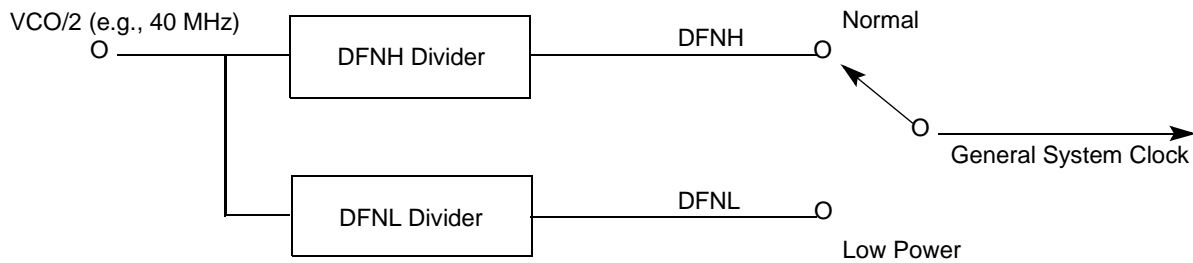 VCO/2 (e.g., 40 MHz)
O
DFNH Divider
DFNH
Normal
O
O
General System Clock
DFNL Divider
DFNL
O
Low Power